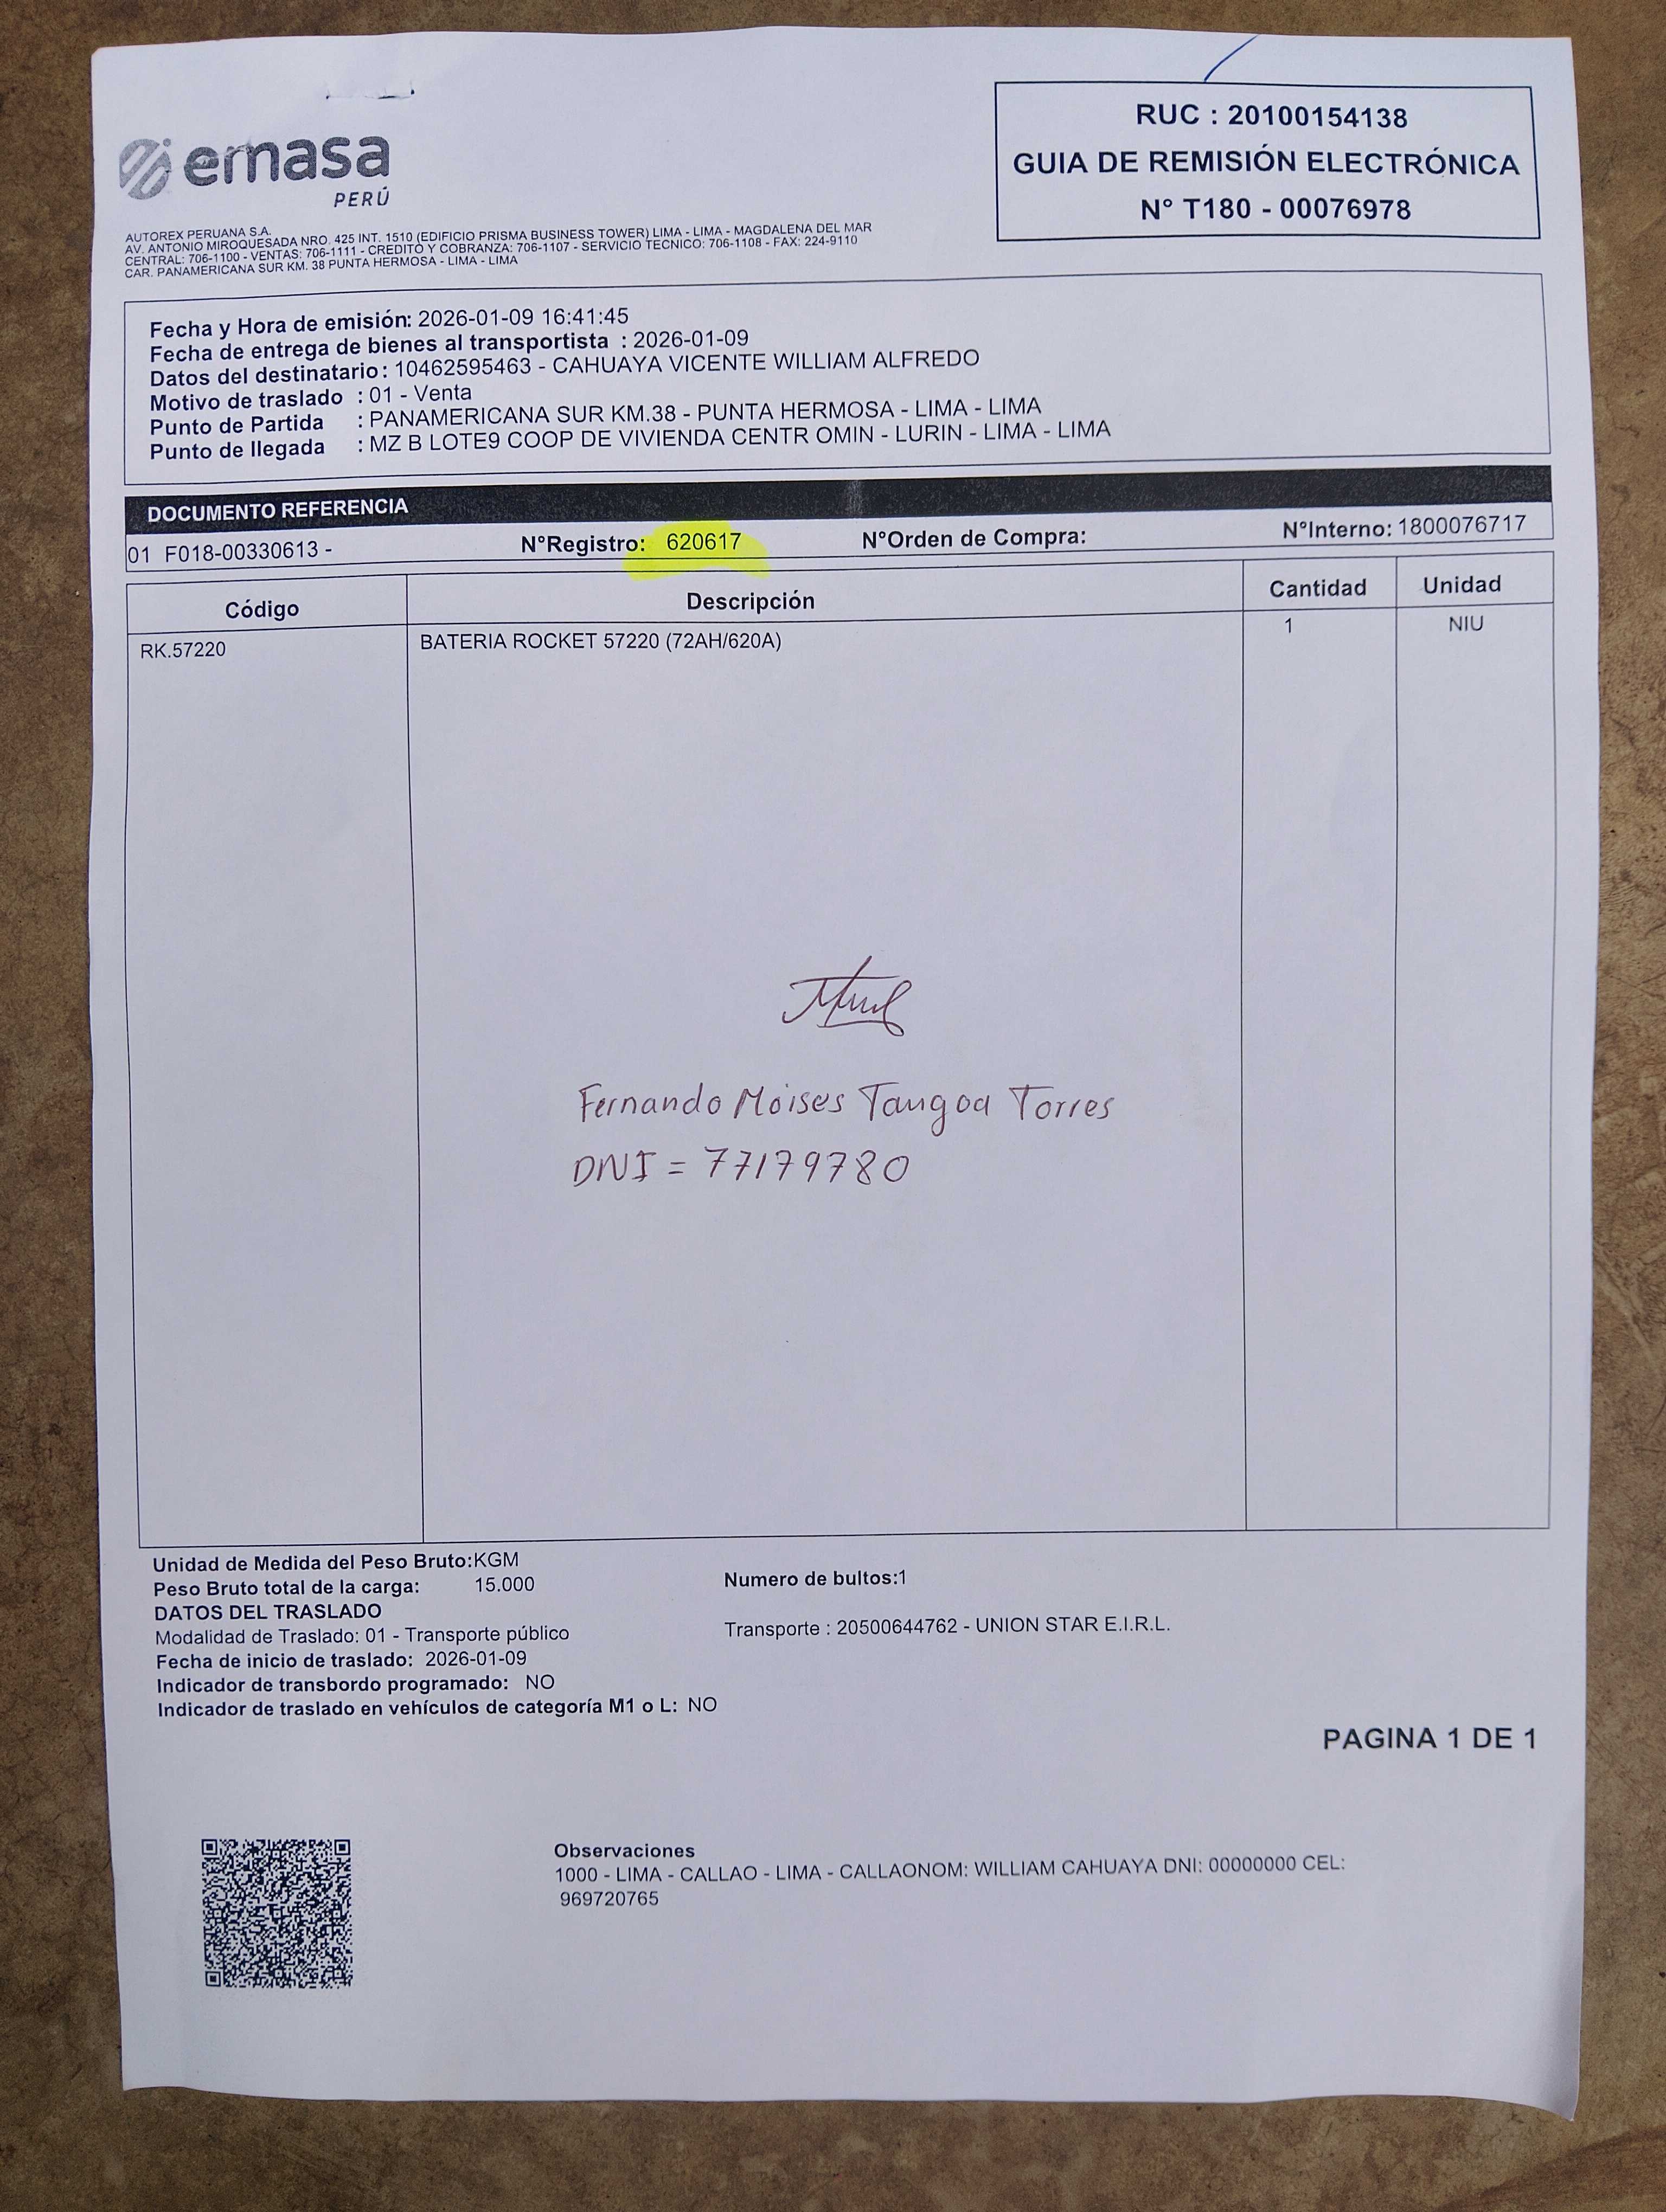 emasa
PERÚ
AUTOREX PERUANA S.A.
AV. ANTONIO MIROQUESADA NRO. 425 INT. 1510 (EDIFICIO PRISMA BUSINESS TOWER) LIMA - LIMA - MAGDALENA DEL MAR
CENTRAL: 706-1100 - VENTAS: 706-1111 - CREDITO Y COBRANZA: 706-1107 - SERVICIO TECNICO: 706-1108 - FAX: 224-9110
CAR. PANAMERICANA SUR KM. 38 PUNTA HERMOSA - LIMA - LIMA
RUC : 20100154138
GUIA DE REMISIÓN ELECTRÓNICA
N° T180 - 00076978
Fecha y Hora de emisión: 2026-01-09 16:41:45
Fecha de entrega de bienes al transportista : 2026-01-09
Datos del destinatario : 10462595463 - CAHUAYA VICENTE WILLIAM ALFREDO
Motivo de traslado : 01 - Venta
Punto de Partida : PANAMERICANA SUR KM.38 - PUNTA HERMOSA - LIMA - LIMA
Punto de llegada : MZ B LOTE9 COOP DE VIVIENDA CENTR OMIN - LURIN - LIMA - LIMA
DOCUMENTO REFERENCIA
01 F018-00330613 - N°Registro: 620617 N°Orden de Compra: N°Interno: 1800076717
Código Descripción Cantidad Unidad
RK.57220 BATERIA ROCKET 57220 (72AH/620A) 1 NIU
Fernando Moises Tangoa Torres
DNI = 77179780
Unidad de Medida del Peso Bruto:KGM
Peso Bruto total de la carga: 15.000 Numero de bultos:1
DATOS DEL TRASLADO
Modalidad de Traslado: 01 - Transporte público Transporte : 20500644762 - UNION STAR E.I.R.L.
Fecha de inicio de traslado: 2026-01-09
Indicador de transbordo programado: NO
Indicador de traslado en vehículos de categoría M1 o L: NO
PAGINA 1 DE 1
Observaciones
1000 - LIMA - CALLAO - LIMA - CALLAONOM: WILLIAM CAHUAYA DNI: 00000000 CEL:
969720765